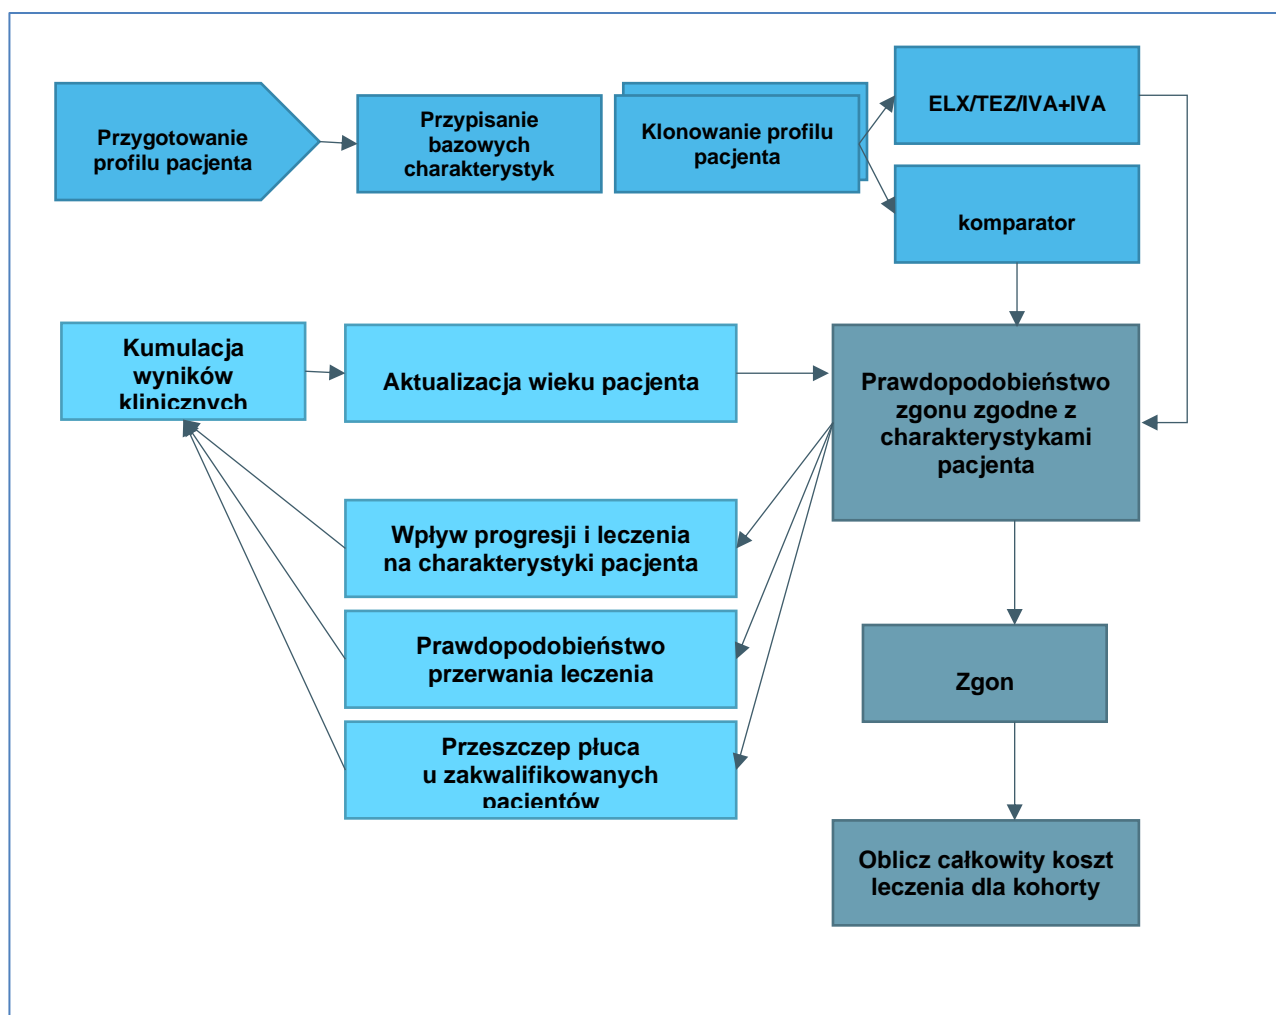 Przygotowanie
profilu pacjenta
Przypisanie
bazowych
charakterystyk
Klonowanie profilu
pacjenta
ELX/TEZ/IVA+IVA
komparator
Kumulacja
wyników
klinicznych
Aktualizacja wieku pacjenta
Prawdopodobieństwo
zgonu zgodne z
charakterystykami
pacjenta
Wpływ progresji i leczenia
na charakterystyki pacjenta
Prawdopodobieństwo
przerwania leczenia
Przeszczep płuca
u zakwalifikowanych
pacjentów
Zgon
Oblicz całkowity koszt
leczenia dla kohorty